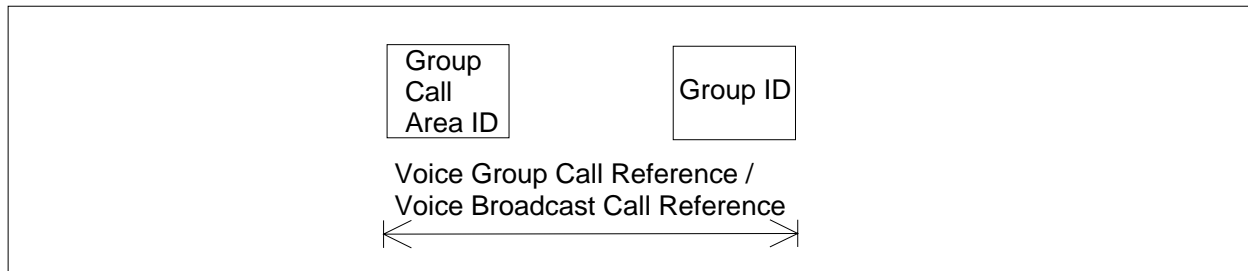 Group
Call
Area ID
Group ID
Voice Group Call Reference /
Voice Broadcast Call Reference